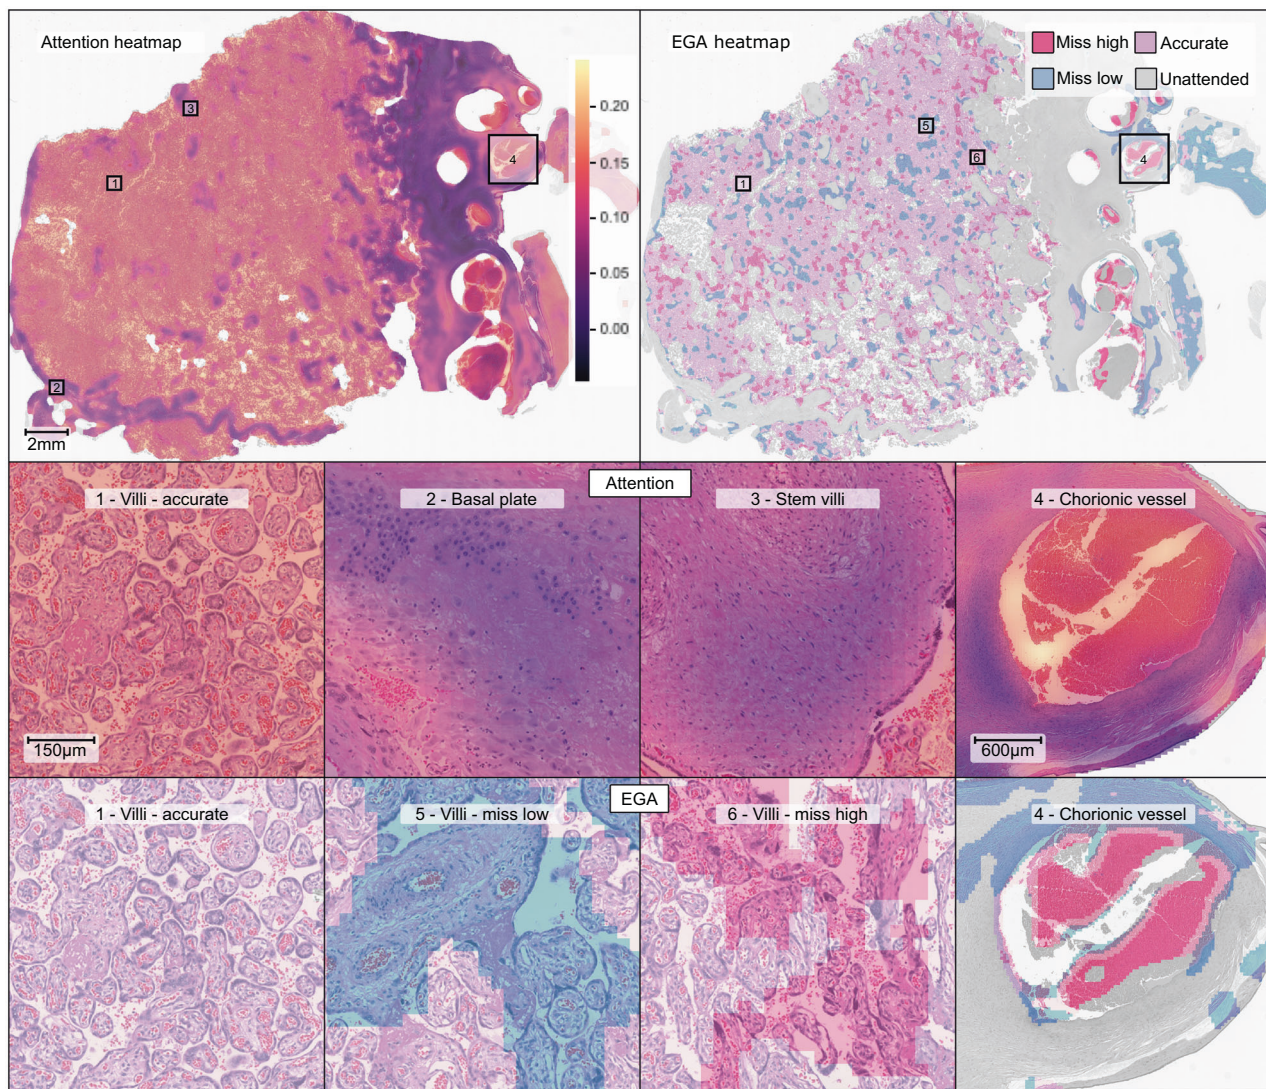 Attention heatmap
3
1
4
2
2mm
0.20
0.15
0.10
0.05
0.00
EGA heatmap
Miss high
Accurate
Miss low
Unattended
5
6
4
1
Attention
1 - Villi - accurate
2 - Basal plate
3 - Stem villi
4 - Chorionic vessel
150μm
600μm
EGA
1 - Villi - accurate
5 - Villi - miss low
6 - Villi - miss high
4 - Chorionic vessel